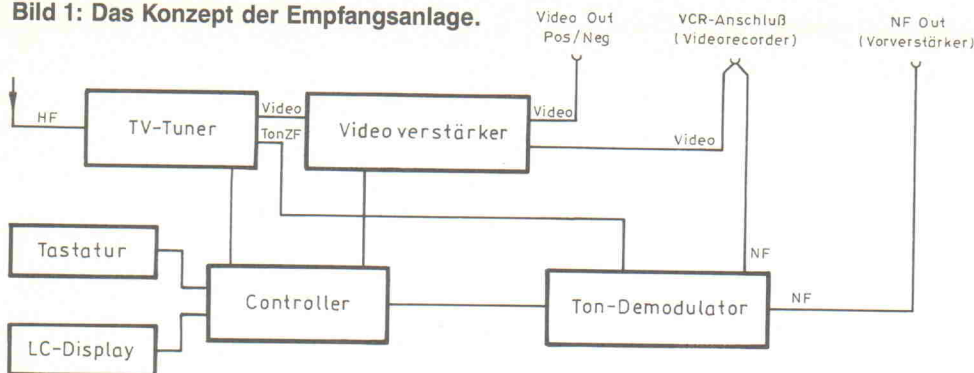 Bild 1: Das Konzept der Empfangsanlage.
Video Out
Pos/Neg
VCR-Anschluß
(Videorecorder)
NF Out
(Vorverstärker)
HF
TV-Tuner
Video
TonZF
Videoverstärker
Video
Video
Tastatur
Controller
LC-Display
Ton-Demodulator
NF
NF